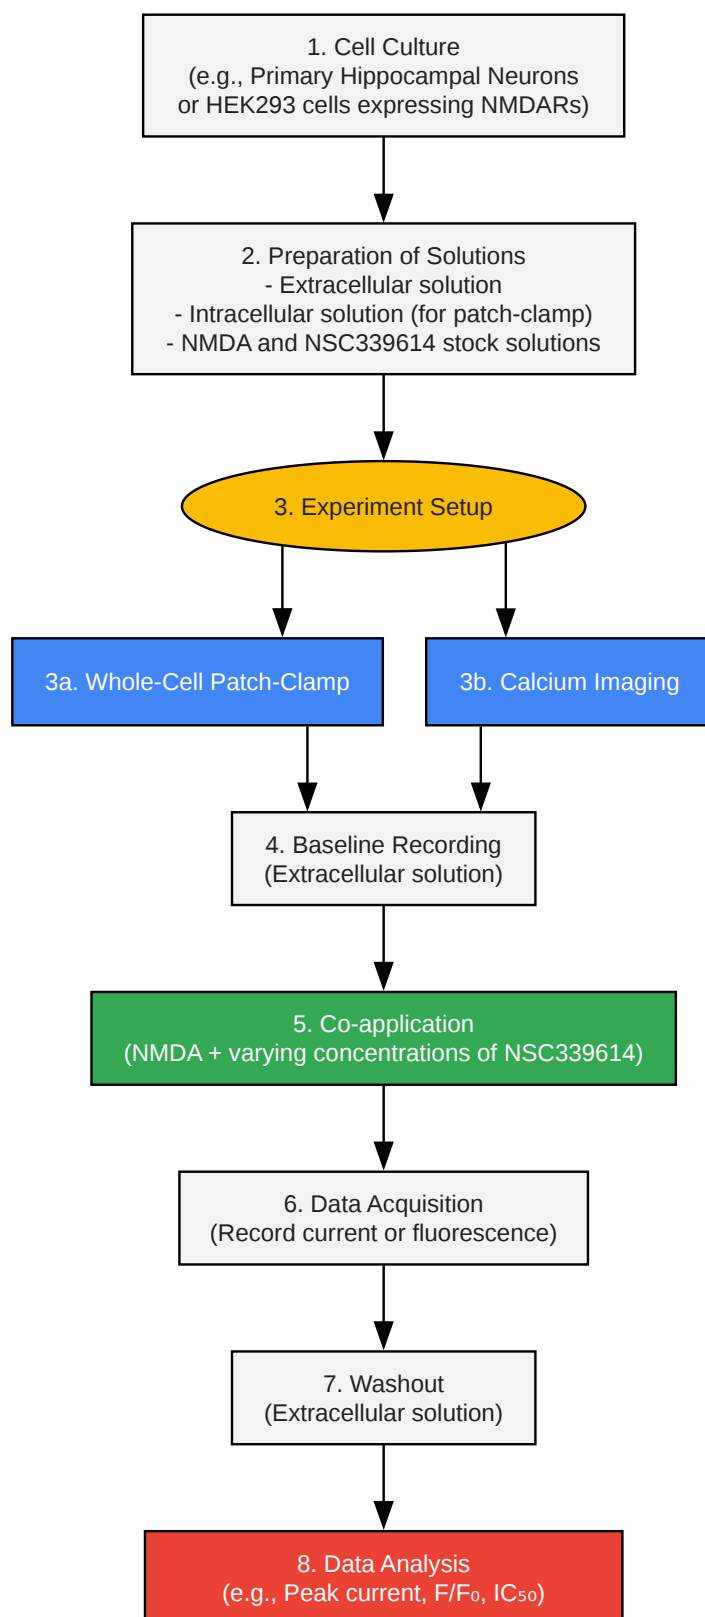 1. Cell Culture
(e.g., Primary Hippocampal Neurons
or HEK293 cells expressing NMDARs)
2. Preparation of Solutions
- Extracellular solution
- Intracellular solution (for patch-clamp)
- NMDA and NSC339614 stock solutions
3. Experiment Setup
3a. Whole-Cell Patch-Clamp
3b. Calcium Imaging
4. Baseline Recording
(Extracellular solution)
5. Co-application
(NMDA + varying concentrations of NSC339614)
6. Data Acquisition
(Record current or fluorescence)
7. Washout
(Extracellular solution)
8. Data Analysis
(e.g., Peak current, F/F₀, IC₅₀)